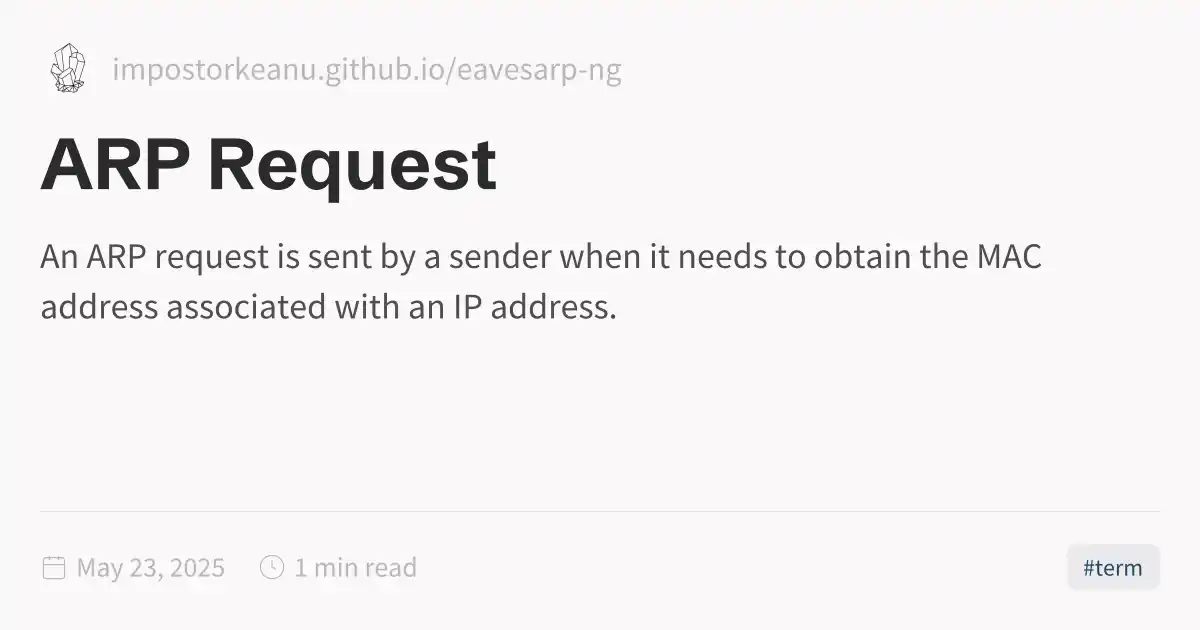 impostorkeanu.github.io/eavesarp-ng
ARP Request
An ARP request is sent by a sender when it needs to obtain the MAC
address associated with an IP address.
May 23, 2025 1 min read
#term